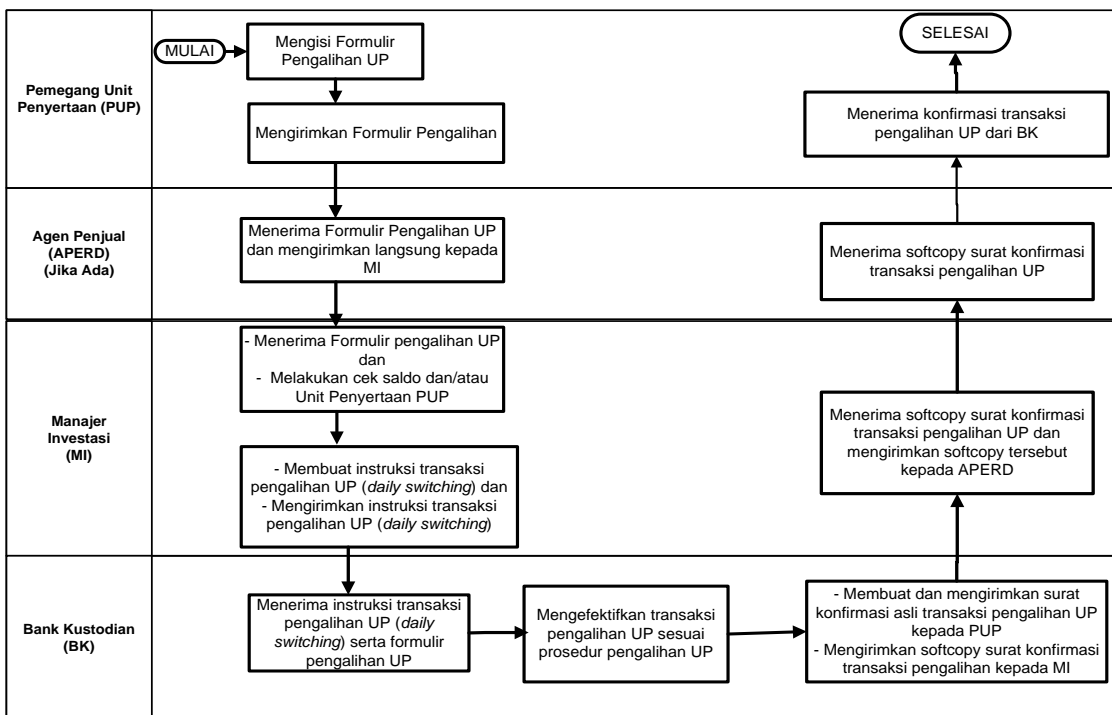 Pemegang Unit
Penyertaan (PUP)
MULAI
Mengisi Formulir
Pengalihan UP
Mengirimkan Formulir Pengalihan
SELESAI
Menerima konfirmasi transaksi
pengalihan UP dari BK
Agen Penjual
(APERD)
(Jika Ada)
Menerima Formulir Pengalihan UP
dan mengirimkan langsung kepada
MI
Menerima softcopy surat konfirmasi
transaksi pengalihan UP
Manajer
Investasi
(MI)
- Menerima Formulir pengalihan UP
dan
- Melakukan cek saldo dan/atau
Unit Penyertaan PUP
- Membuat instruksi transaksi
pengalihan UP (daily switching) dan
- Mengirimkan instruksi transaksi
pengalihan UP (daily switching)
Menerima softcopy surat konfirmasi
transaksi pengalihan UP dan
mengirimkan softcopy tersebut
kepada APERD
Bank Kustodian
(BK)
Menerima instruksi transaksi
pengalihan UP (daily
switching) serta formulir
pengalihan UP
Mengefektifkan transaksi
pengalihan UP sesuai
prosedur pengalihan UP
- Membuat dan mengirimkan surat
konfirmasi asli transaksi pengalihan UP
kepada PUP
- Mengirimkan softcopy surat konfirmasi
transaksi pengalihan kepada MI